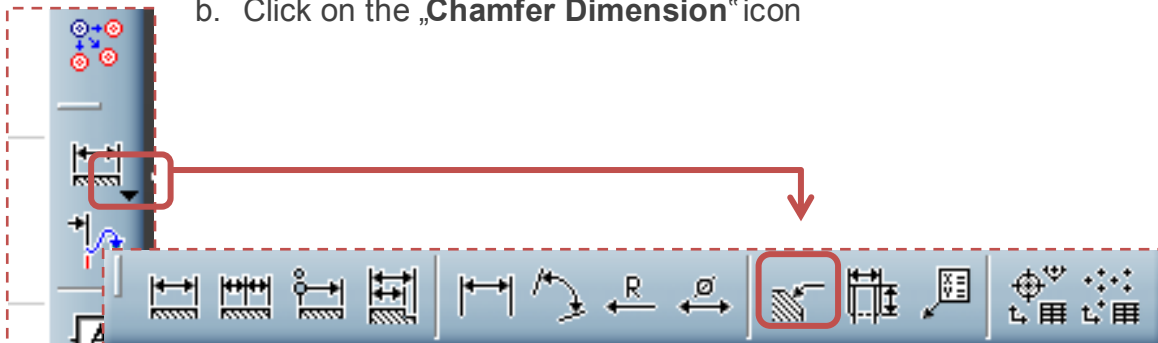 b. Click on the „Chamfer Dimension‟ icon
R
Ø